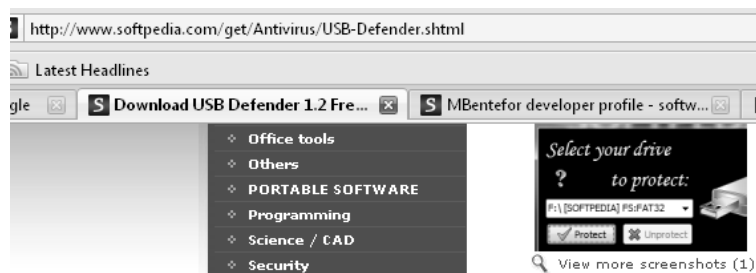 http://www.softpedia.com/get/Antivirus/USB-Defender.shtml
Latest Headlines
gle
S Download USB Defender 1.2 Fre...
S MBentefor developer profile - softw...
Office tools
Others
PORTABLE SOFTWARE
Programming
Science / CAD
Security
Select your drive
? to protect:
F:\ [SOFTPEDIA] FS:FAT32
Protect
Unprotect
View more screenshots (1)